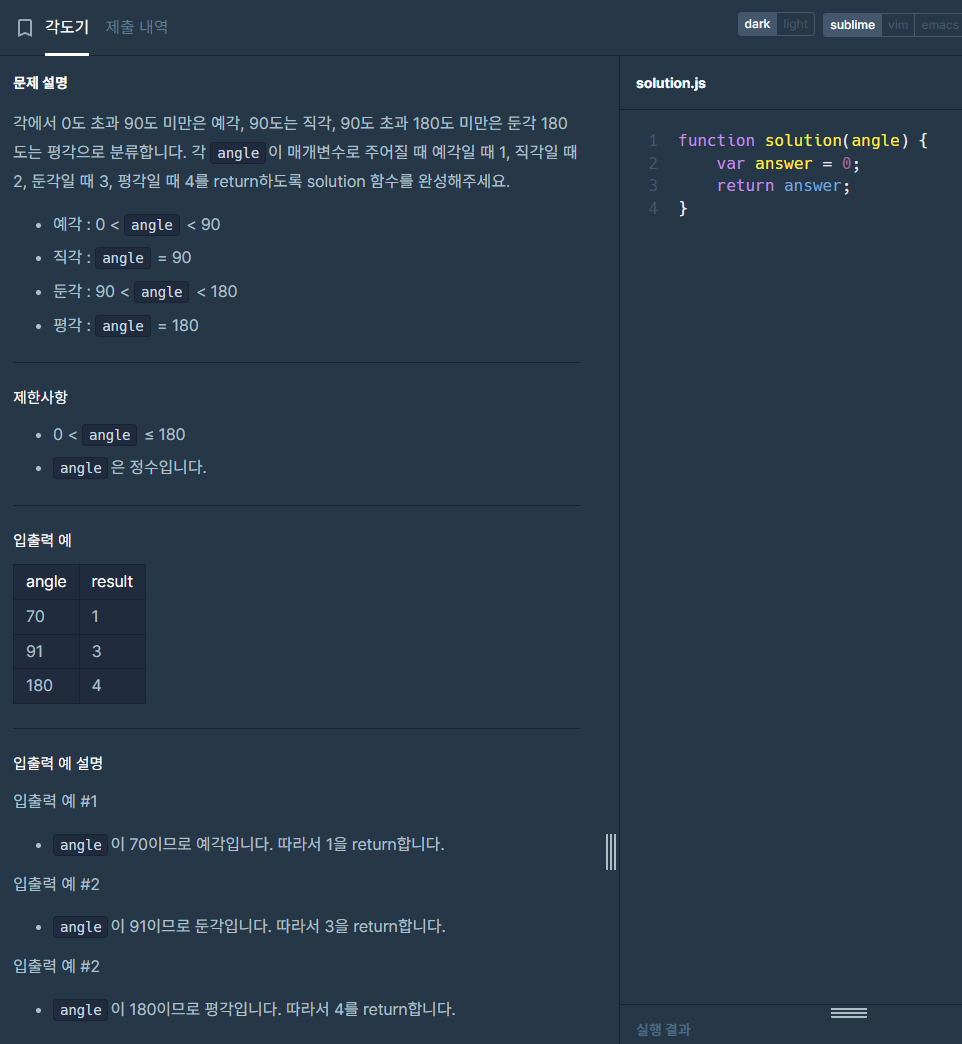 각도기 제출 내역
dark light sublime vim emacs
문제 설명
각에서 0도 초과 90도 미만은 예각, 90도는 직각, 90도 초과 180도 미만은 둔각 180
도는 평각으로 분류합니다. 각 angle 이 매개변수로 주어질 때 예각일 때 1, 직각일 때
2, 둔각일 때 3, 평각일 때 4를 return하도록 solution 함수를 완성해주세요.
예각 : 0 < angle < 90
직각 : angle = 90
둔각 : 90 < angle < 180
평각 : angle = 180
제한사항
0 < angle ≤ 180
angle 은 정수입니다.
입출력 예
angle result
70 1
91 3
180 4
입출력 예 설명
입출력 예 #1
angle 이 70이므로 예각입니다. 따라서 1을 return합니다.
입출력 예 #2
angle 이 91이므로 둔각입니다. 따라서 3을 return합니다.
입출력 예 #2
angle 이 180이므로 평각입니다. 따라서 4를 return합니다.
solution.js
1 function solution(angle) {
2 var answer = 0;
3 return answer;
4 }
실행 결과